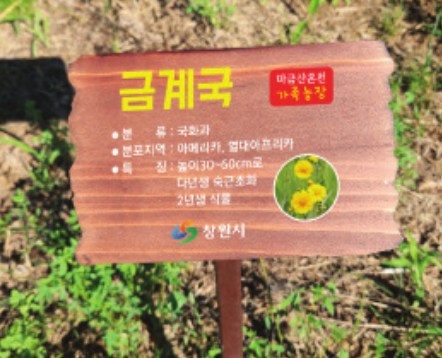 금계국
마금산온천
가족농장
● 분 류 : 국화과
● 분포지역 : 아메리카, 열대아프리카
● 특 징 : 높이30~60cm로
다년생 숙근초화
2년생 식물
창원시